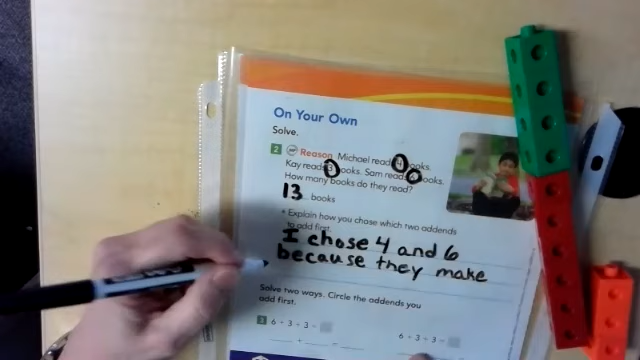 On Your Own
Solve.
2 Reason Michael read books.
Kay read books. Sam read books.
How many books do they read?
13 books
• Explain how you chose which two addends
to add first.
I chose 4 and 6
because they make
Solve two ways. Circle the addends you
add first.
3 6 + 3 + 3 =
6 + 3 + 3 =
+ =